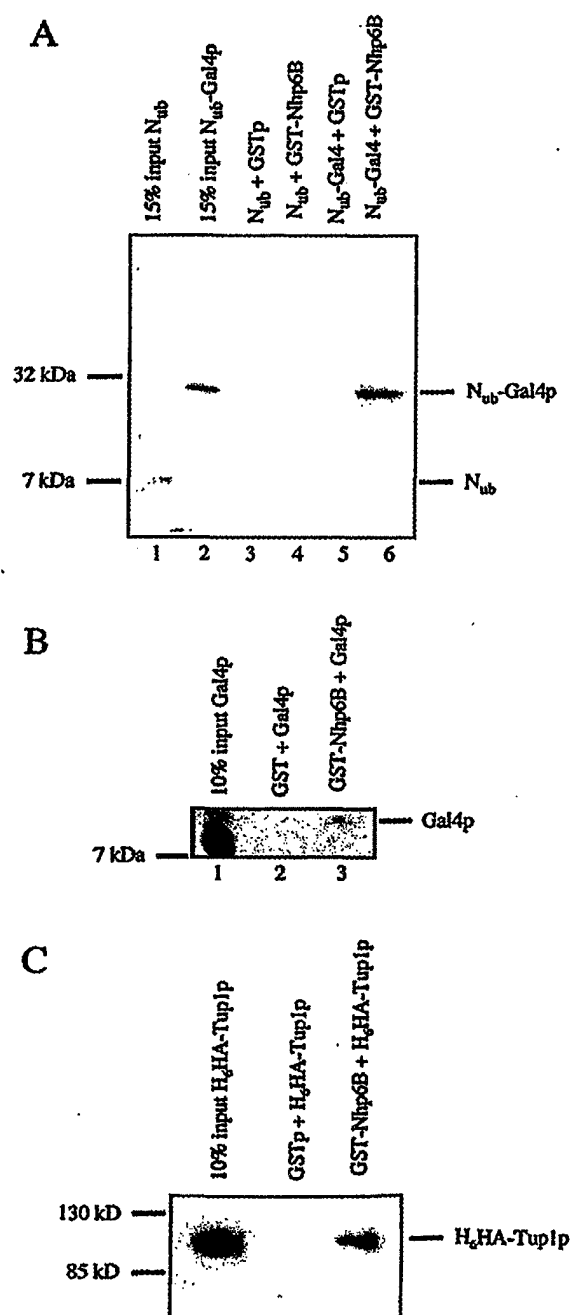 A
15% input Nub
15% input Nub-Gal4p
Nub + GSTp
Nub + GST-Nhp6B
Nub-Gal4 + GSTp
Nub-Gal4 + GST-Nhp6B
32 kDa
Nub-Gal4p
7 kDa
Nub
1 2 3 4 5 6
B
10% input Gal4p
GST + Gal4p
GST-Nhp6B + Gal4p
Gal4p
7 kDa
1 2 3
C
10% input H6HA-Tup1p
GSTp + H6HA-Tup1p
GST-Nhp6B + H6HA-Tup1p
130 kD
H6HA-Tup1p
85 kD